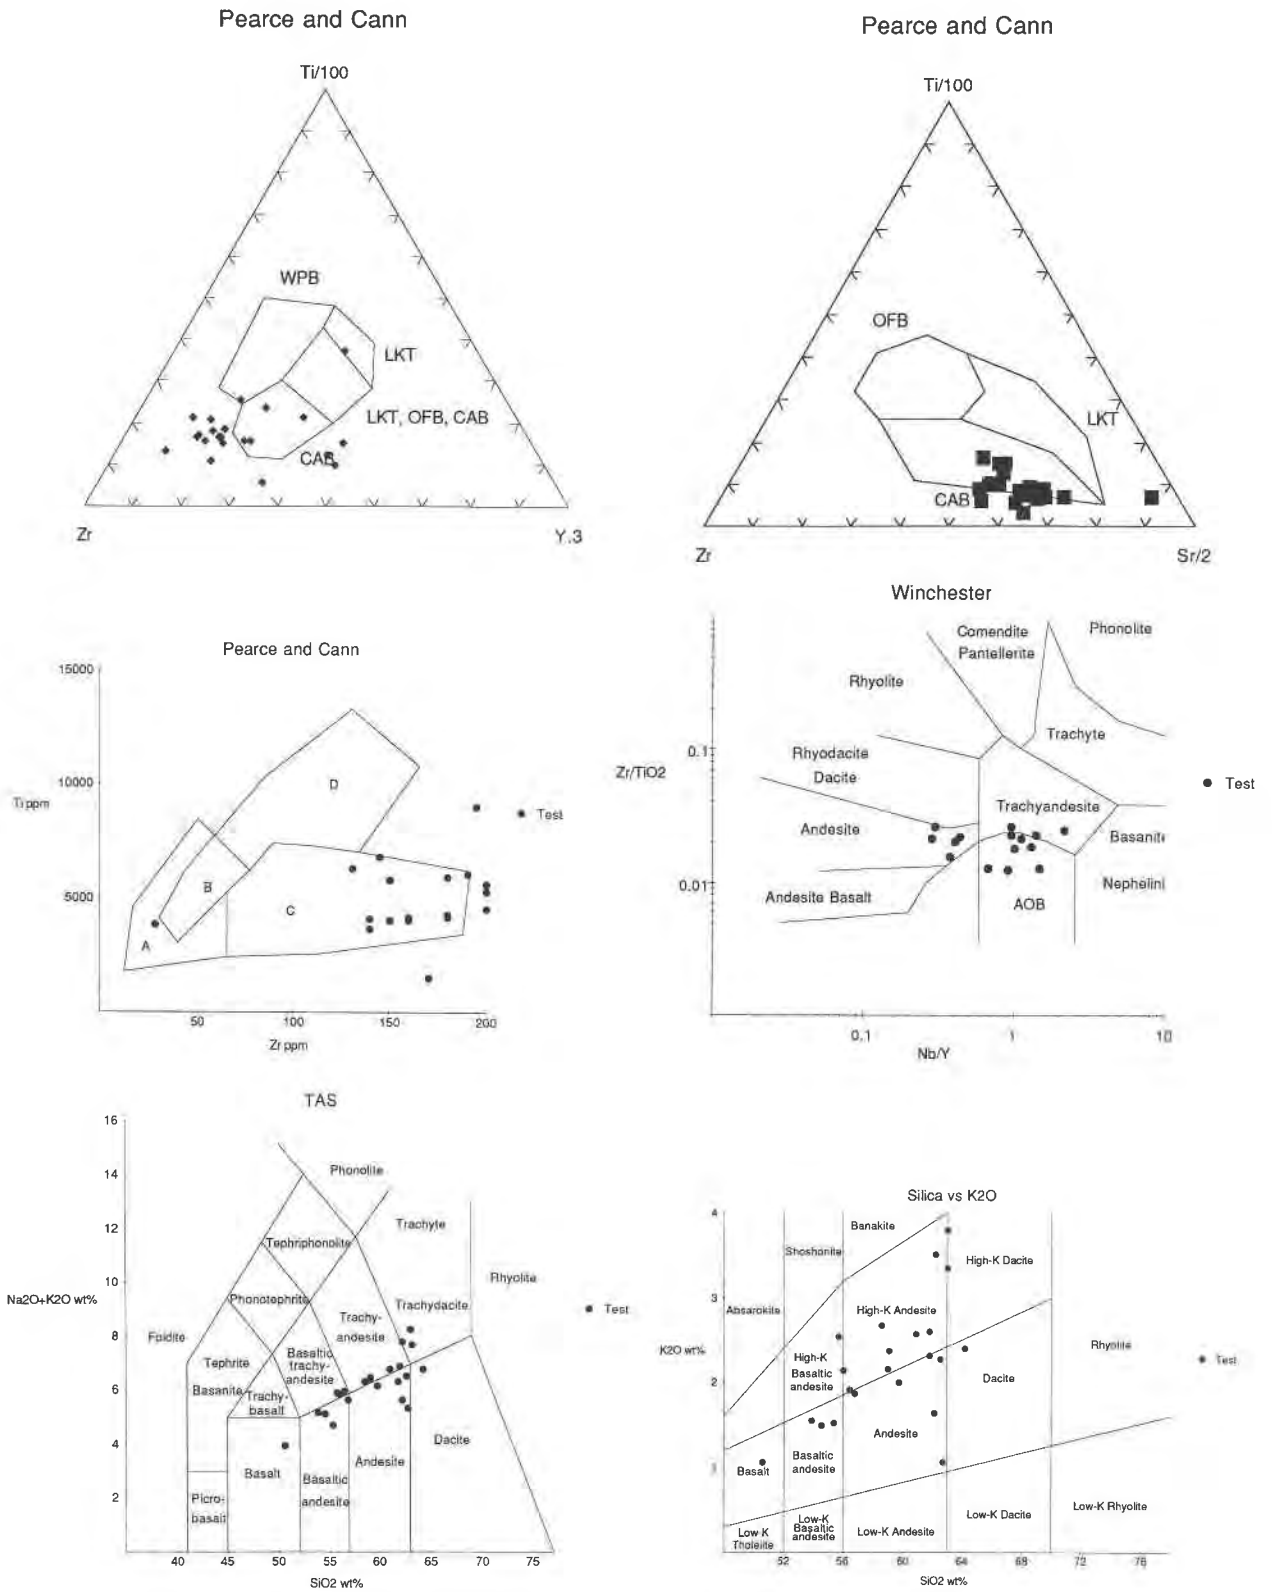 Pearce and Cann
Ti/100
WPB
LKT
LKT, OFB, CAB
CAB
Zr
Y.3
Pearce and Cann
Ti/100
OFB
LKT
CAB
Zr
Sr/2
Pearce and Cann
15000
10000
Ti ppm
5000
A
B
C
D
Test
50
100
150
200
Zr ppm
Winchester
Comendite
Pantellerite
Phonolite
Rhyolite
Trachyte
0.1
Rhyodacite
Zr/TiO2
Dacite
Test
Trachyandesite
Andesite
Basanite
0.01
Andesite Basalt
AOB
Nephelini
0.1
1
10
Nb/Y
TAS
16
14
12
10
8
6
4
2
Na2O+K2O wt%
Phonolite
Trachyte
Tephriphonolite
Rhyolite
Phonotephrite
Trachydacite
Test
Foidite
Trachy-
andesite
Tephrite
Basaltic
trachy-
andesite
Basanite
Trachy-
basalt
Dacite
Basalt
Andesite
Basaltic
andesite
Picro-
basalt
40
45
50
55
60
65
70
75
SiO2 wt%
Silica vs K2O
4
3
2
1
K2O wt%
Banakite
Shoshonite
High-K Dacite
Absarokite
High-K Andesite
Rhyolite
High-K
Basaltic
andesite
Test
Dacite
Andesite
Basaltic
andesite
Basalt
Low-K
Tholeiite
Low-K
Basaltic
andesite
Low-K Andesite
Low-K Dacite
Low-K Rhyolite
52
56
60
64
68
72
76
SiO2 wt%